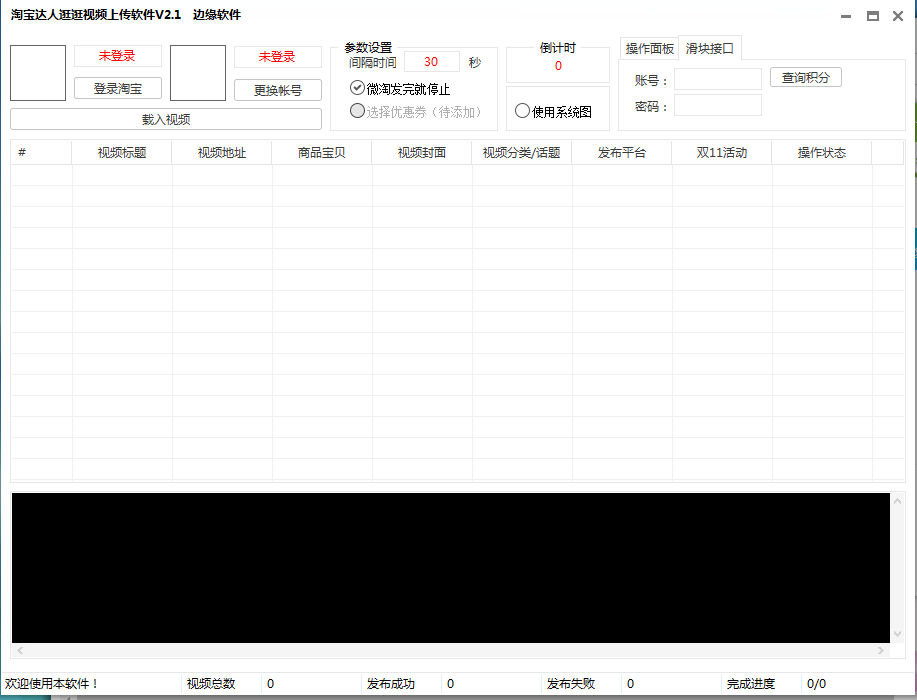 淘宝达人逛逛视频上传软件V2.1 边缘软件
未登录
登录淘宝
未登录
更换帐号
载入视频
参数设置
间隔时间 30 秒
微淘发完就停止
选择优惠券（待添加）
倒计时
0
使用系统图
操作面板 滑块接口
账号：
查询积分
密码：
# 视频标题 视频地址 商品宝贝 视频封面 视频分类/话题 发布平台 双11活动 操作状态
欢迎使用本软件！ 视频总数 0 发布成功 0 发布失败 0 完成进度 0/0